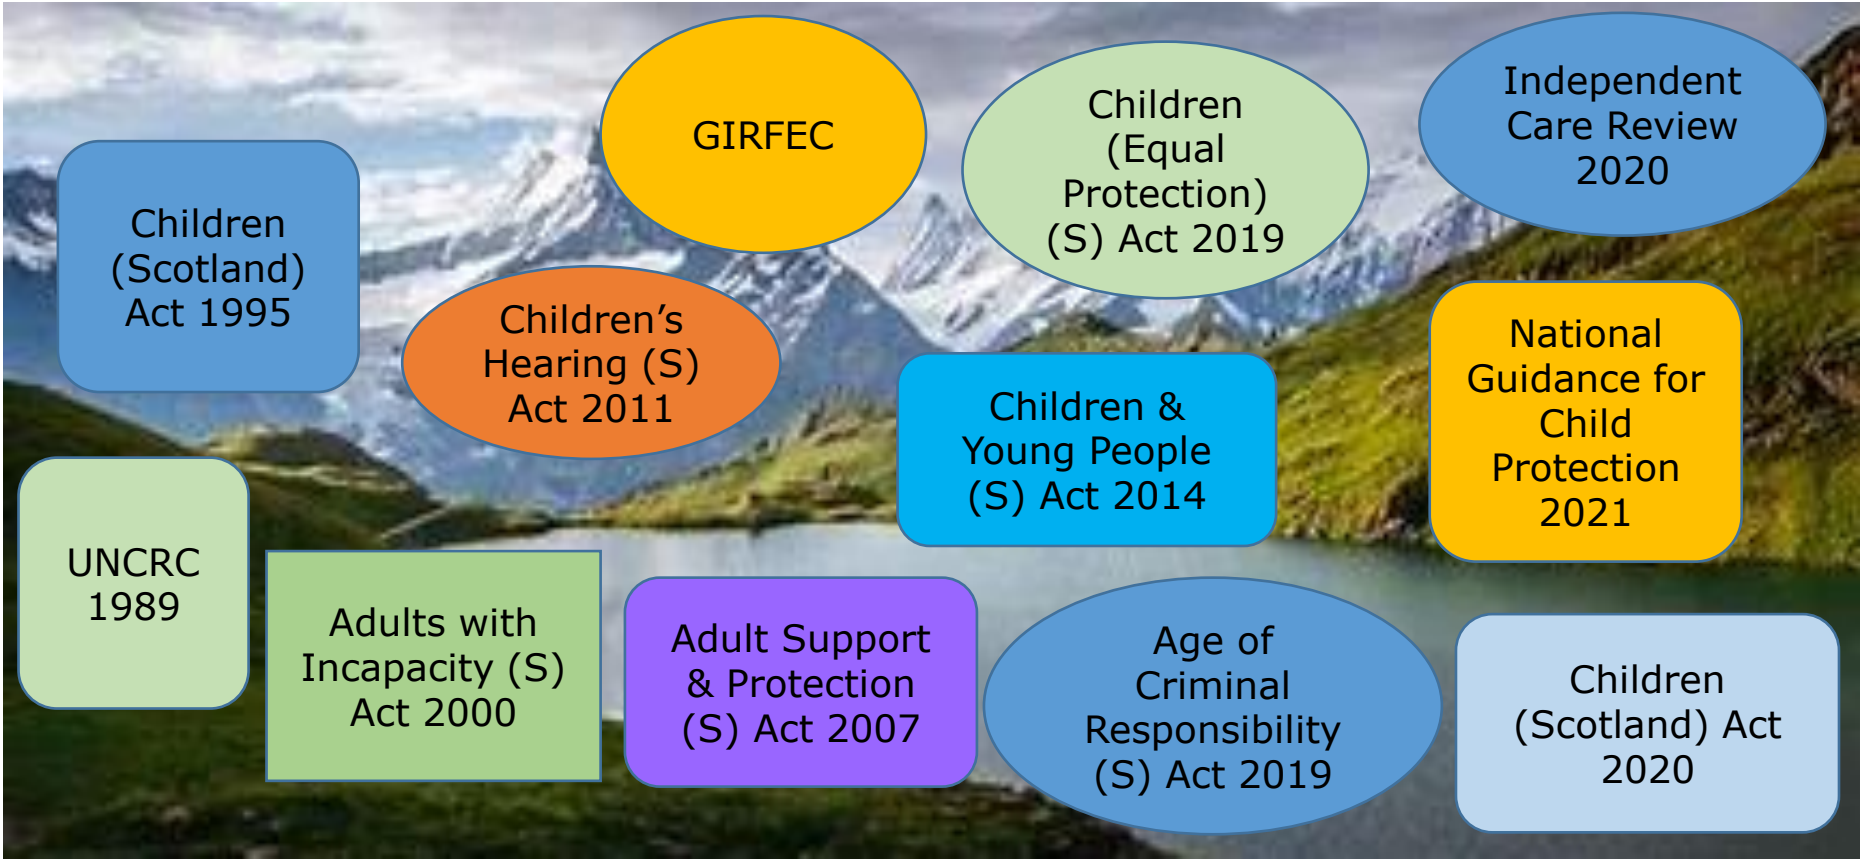 GIRFEC
Children
(Equal
Protection)
(S) Act 2019
Independent
Care Review
2020
Children
(Scotland)
Act 1995
Children’s
Hearing (S)
Act 2011
Children &
Young People
(S) Act 2014
National
Guidance for
Child
Protection
2021
UNCRC
1989
Adults with
Incapacity (S)
Act 2000
Adult Support
& Protection
(S) Act 2007
Age of
Criminal
Responsibility
(S) Act 2019
Children
(Scotland) Act
2020